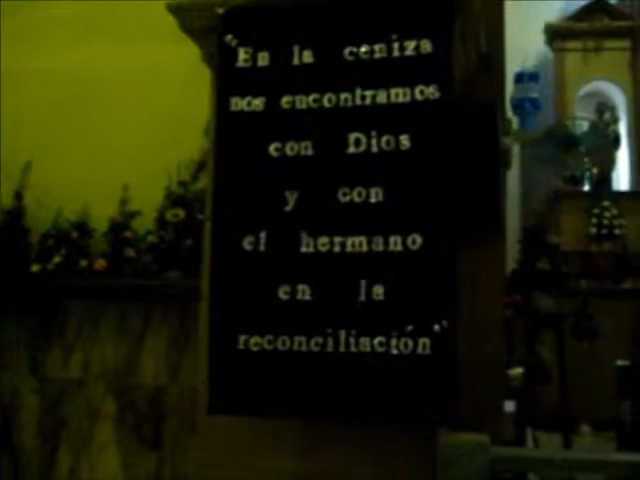 "En la ceniza
nos encontramos
con Dios
y con
el hermano
en la
reconciliación"